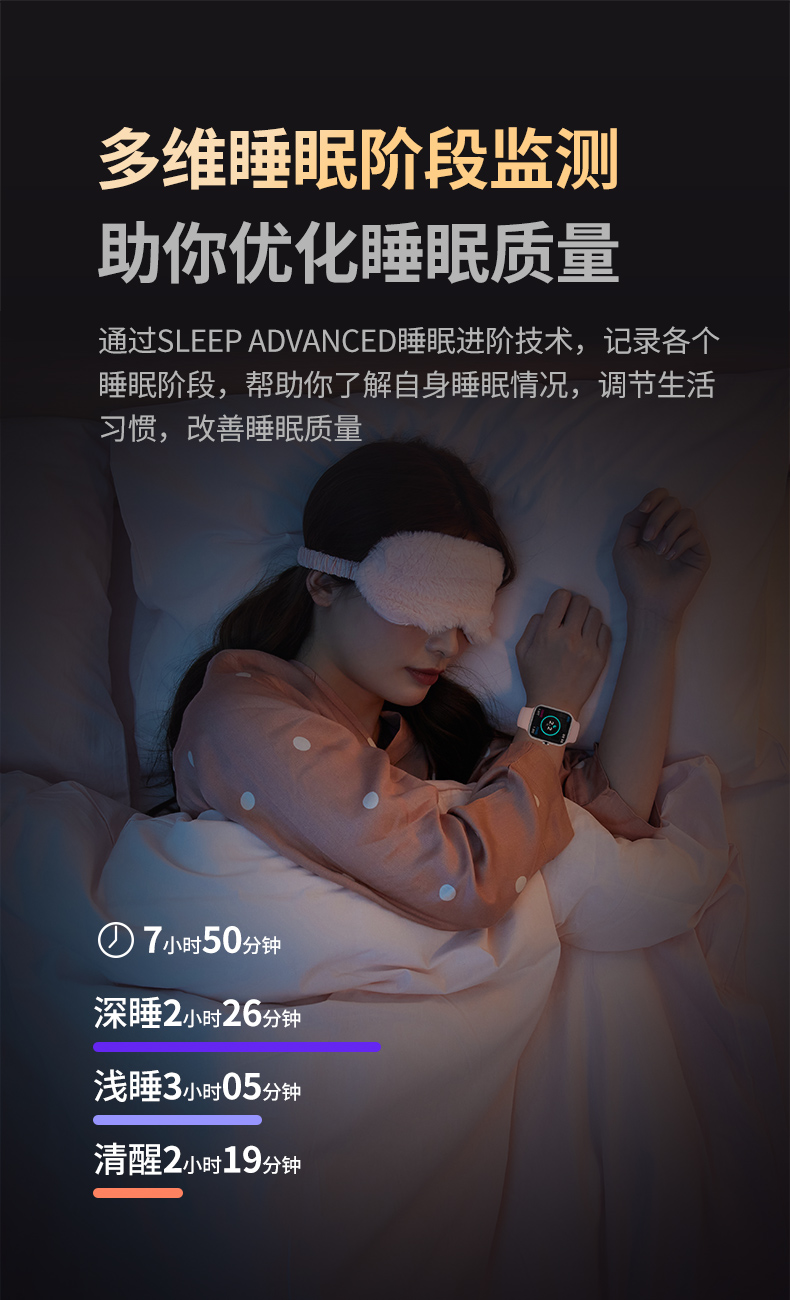 多维睡眠阶段监测
助你优化睡眠质量
通过SLEEP ADVANCED睡眠进阶技术，记录各个
睡眠阶段，帮助你了解自身睡眠情况，调节生活
习惯，改善睡眠质量
7小时50分钟
深睡2小时26分钟
浅睡3小时05分钟
清醒2小时19分钟